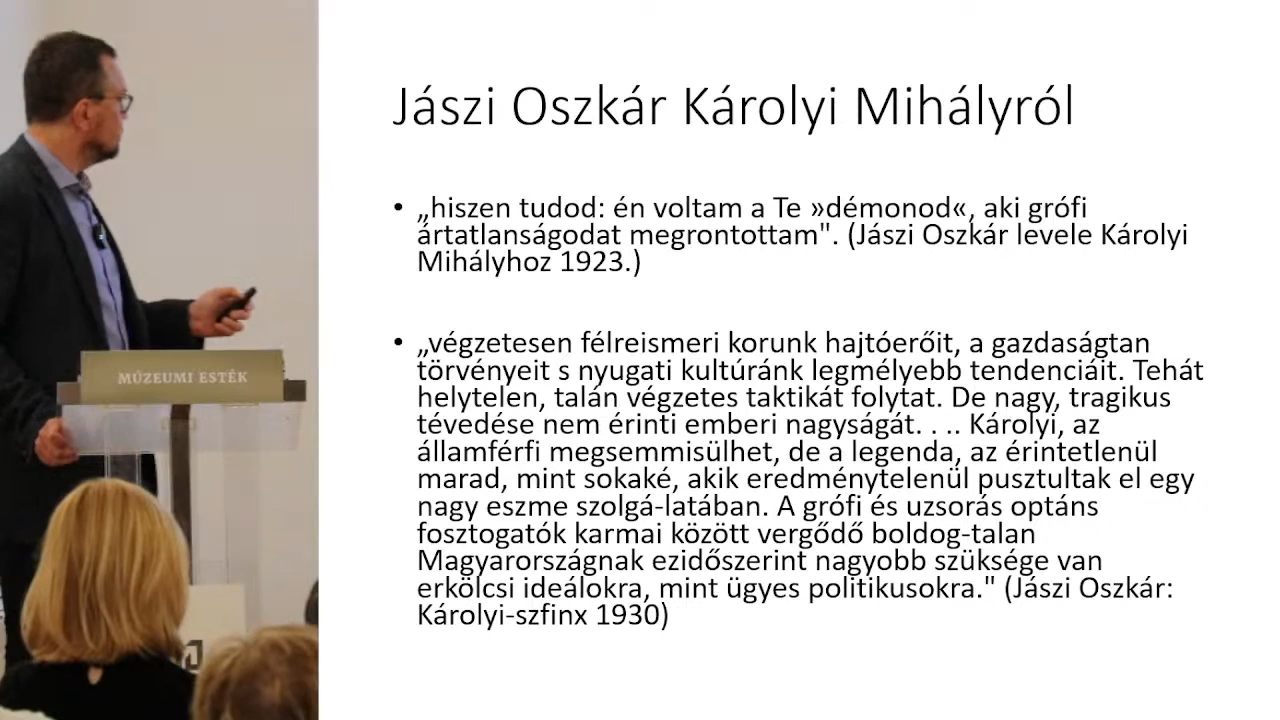 MÚZEUMI ESTÉK
Jászi Oszkár Károlyi Mihályról
• „hiszen tudod: én voltam a Te »démonod«, aki grófi
ártatlanságodat megrontottam". (Jászi Oszkár levele Károlyi
Mihályhoz 1923.)
• „végzetesen félreismeri korunk hajtóerőit, a gazdaságtan
törvényeit s nyugati kultúránk legmélyebb tendenciáit. Tehát
helytelen, talán végzetes taktikát folytat. De nagy, tragikus
tévedése nem érinti emberi nagyságát. . .. Károlyi, az
államférfi megsemmisülhet, de a legenda, az érintetlenül
marad, mint sokaké, akik eredménytelenül pusztultak el egy
nagy eszme szolgá-latában. A grófi és uzsorás optáns
fosztogatók karmai között vergődő boldog-talan
Magyarországnak ezidőszerint nagyobb szüksége van
erkölcsi ideálokra, mint ügyes politikusokra." (Jászi Oszkár:
Károlyi-szfinx 1930)